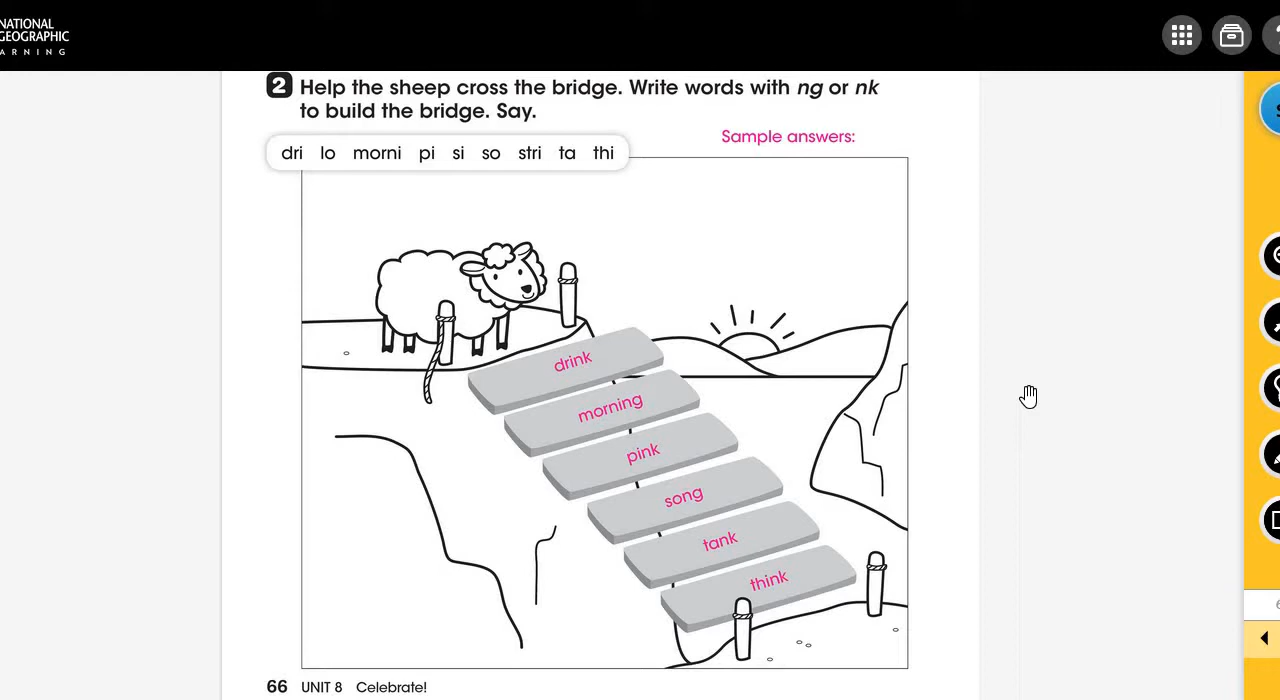 NATIONAL
GEOGRAPHIC
ARNING
2 Help the sheep cross the bridge. Write words with ng or nk
to build the bridge. Say.
Sample answers:
dri lo morni pi si so stri ta thi
drink
morning
pink
song
tank
think
66 UNIT 8 Celebrate!